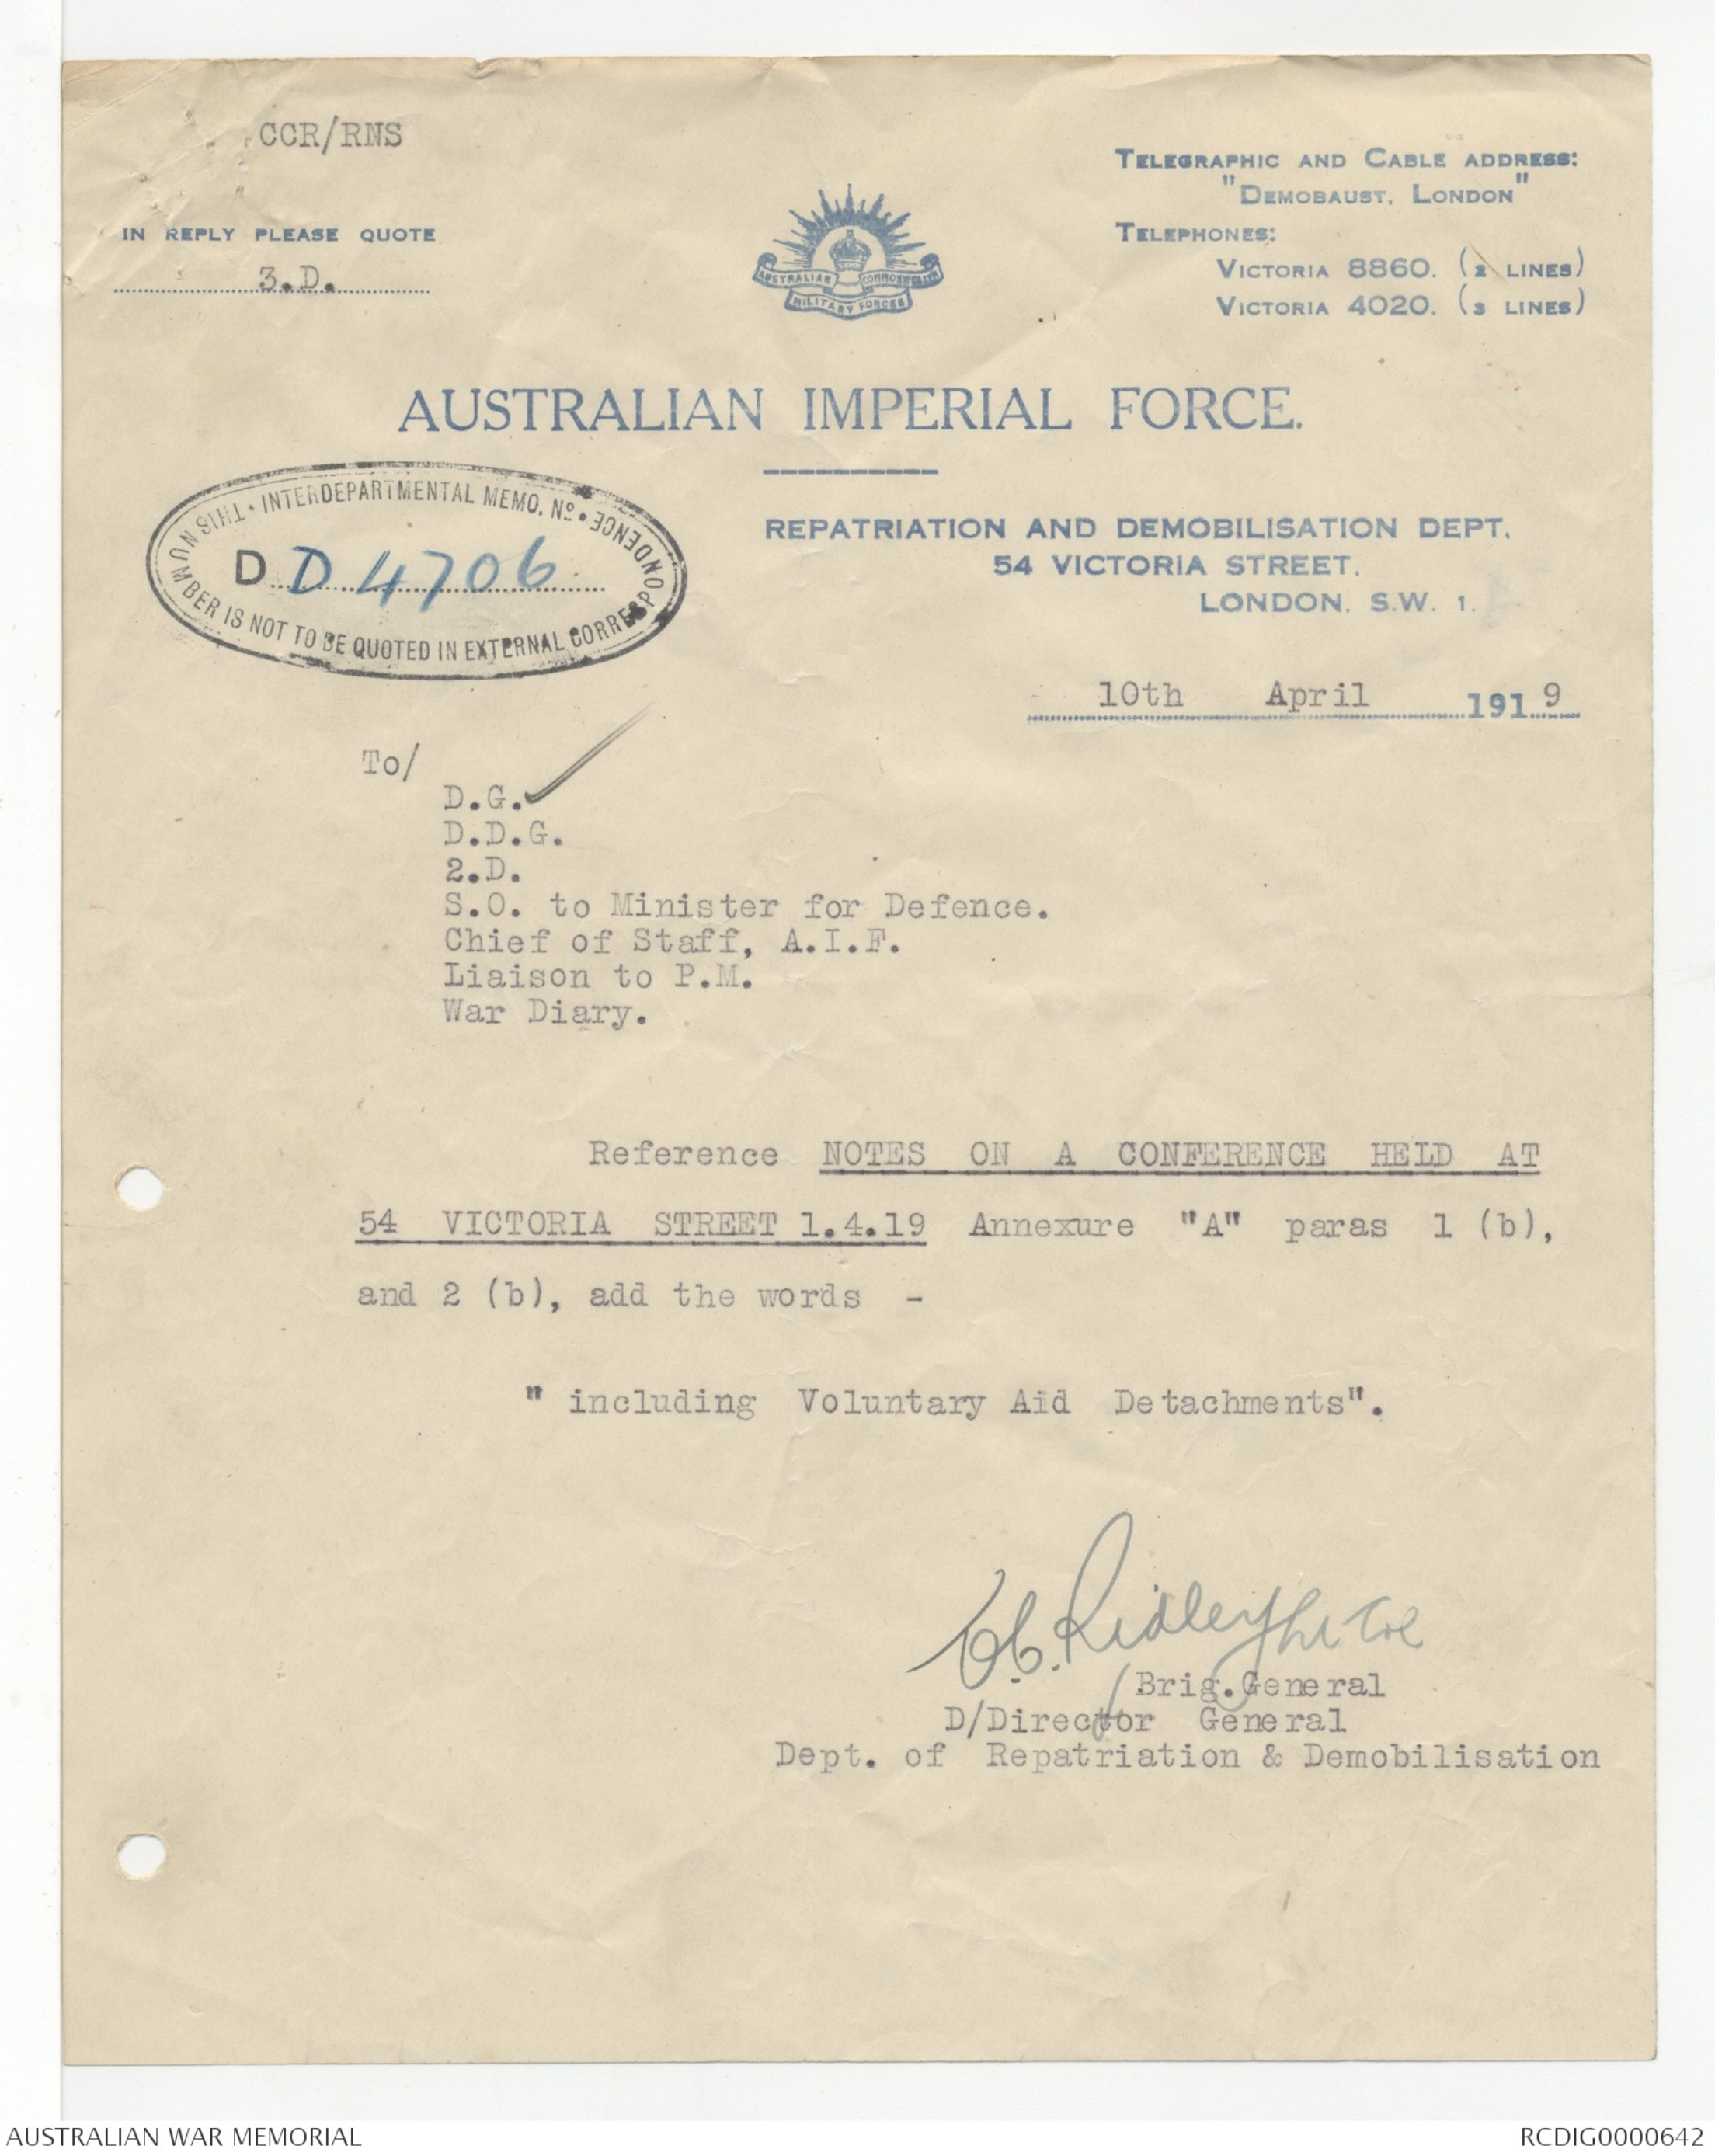 CCR/RNS
IN REPLY PLEASE QUOTE
3.D.
AUSTRALIAN COMMONWEALTH
MILITARY FORCES
TELEGRAPHIC AND CABLE ADDRESS:
"DEMOBAUST, LONDON"
TELEPHONES:
VICTORIA 8860. (2 LINES)
VICTORIA 4020. (3 LINES)
AUSTRALIAN IMPERIAL FORCE.
INTERDEPARTMENTAL MEMO. Nº
D D 4706
THIS NUMBER IS NOT TO BE QUOTED IN EXTERNAL CORRESPONDENCE
REPATRIATION AND DEMOBILISATION DEPT.
54 VICTORIA STREET,
LONDON, S.W. 1.
10th April 1919
To/
D.G.
D.D.G.
2.D.
S.O. to Minister for Defence.
Chief of Staff, A.I.F.
Liaison to P.M.
War Diary.
Reference NOTES ON A CONFERENCE HELD AT
54 VICTORIA STREET 1.4.19 Annexure "A" paras 1 (b),
and 2 (b), add the words -
" including Voluntary Aid Detachments".
CC. Ridley Lt Col
Brig.General
D/Director General
Dept. of Repatriation & Demobilisation
AUSTRALIAN WAR MEMORIAL
RCDIG0000642